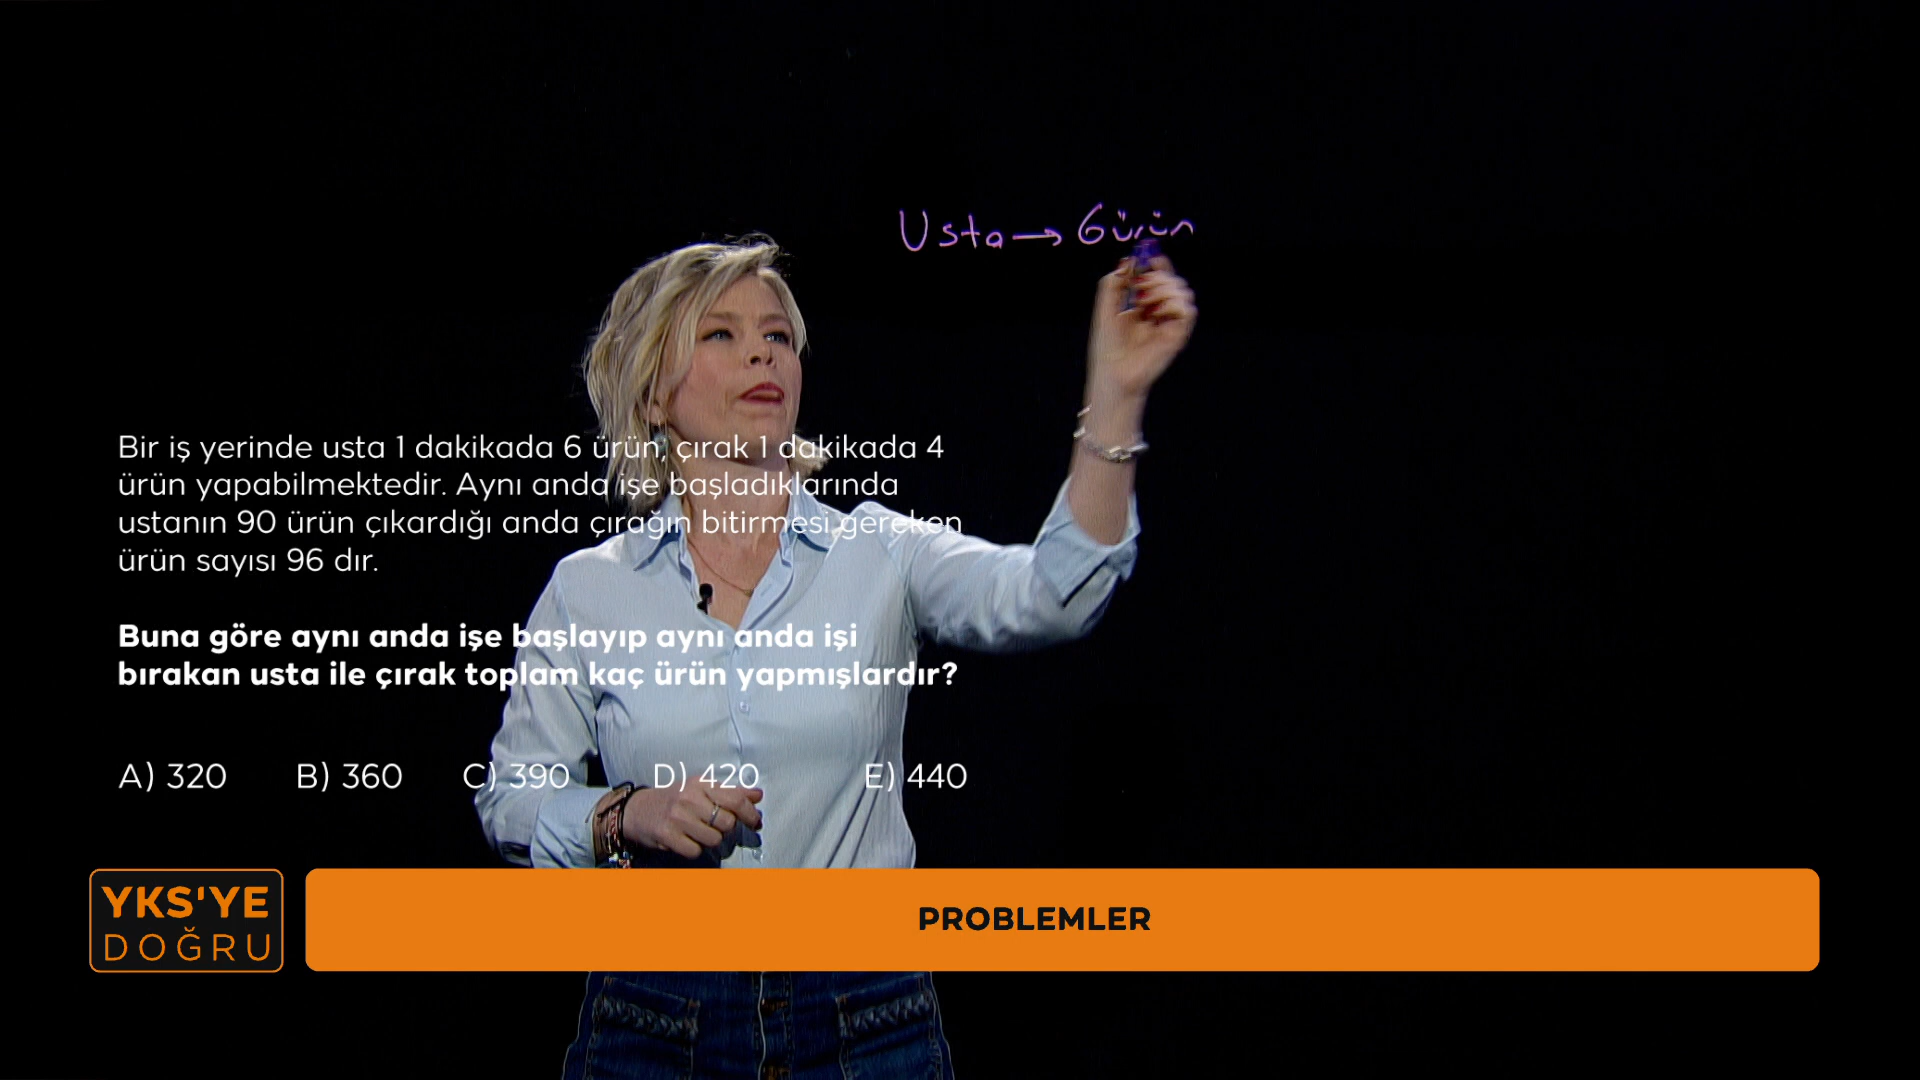 Usta → 6 ürün
Bir iş yerinde usta 1 dakikada 6 ürün, çırak 1 dakikada 4
ürün yapabilmektedir. Aynı anda işe başladıklarında
ustanın 90 ürün çıkardığı anda çırağın bitirmesi gereken
ürün sayısı 96 dır.
Buna göre aynı anda işe başlayıp aynı anda işi
bırakan usta ile çırak toplam kaç ürün yapmışlardır?
A) 320 B) 360 C) 390 D) 420 E) 440
YKS'YE
DOĞRU
PROBLEMLER